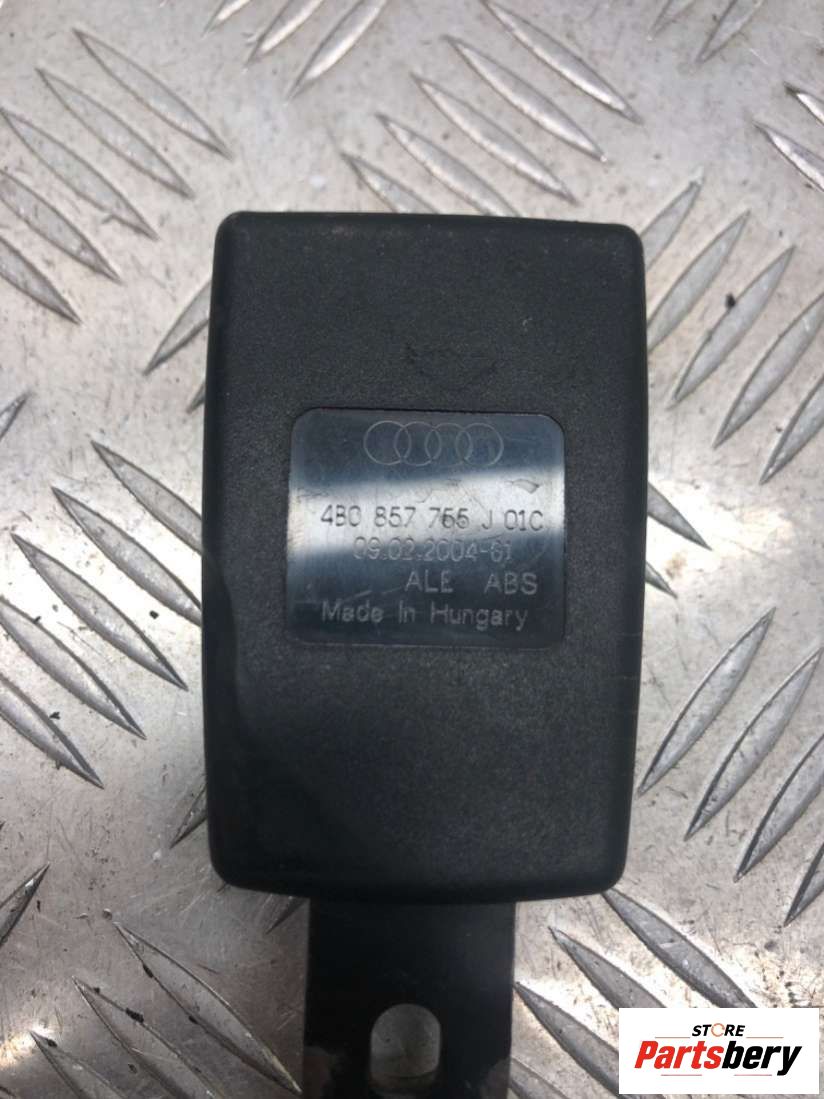 4B0 857 755 J 01C
09.02.2004-61
ALE ABS
Made In Hungary
STORE
Partsbery